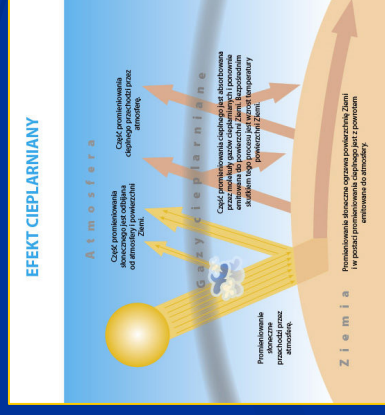 EFEKT CIEPLARNIANY
Atmosfera
Część promieniowania
słonecznego jest odbijana
od atmosfery i powierzchni
Ziemi.
Część promieniowania
cieplnego przechodzi przez
atmosferę.
Gazy cieplarniane
Część promieniowania cieplnego jest absorbowana
przez molekuły gazów cieplarnianych i ponownie
emitowana do powierzchni Ziemi. Bezpośrednim
skutkiem tego procesu jest wzrost temperatury
powierzchni Ziemi.
Promieniowanie
słoneczne
przechodzi przez
atmosferę.
Ziemia
Promieniowanie słoneczne ogrzewa powierzchnię Ziemi
i w postaci promieniowania cieplnego jest z powrotem
emitowane do atmosfery.